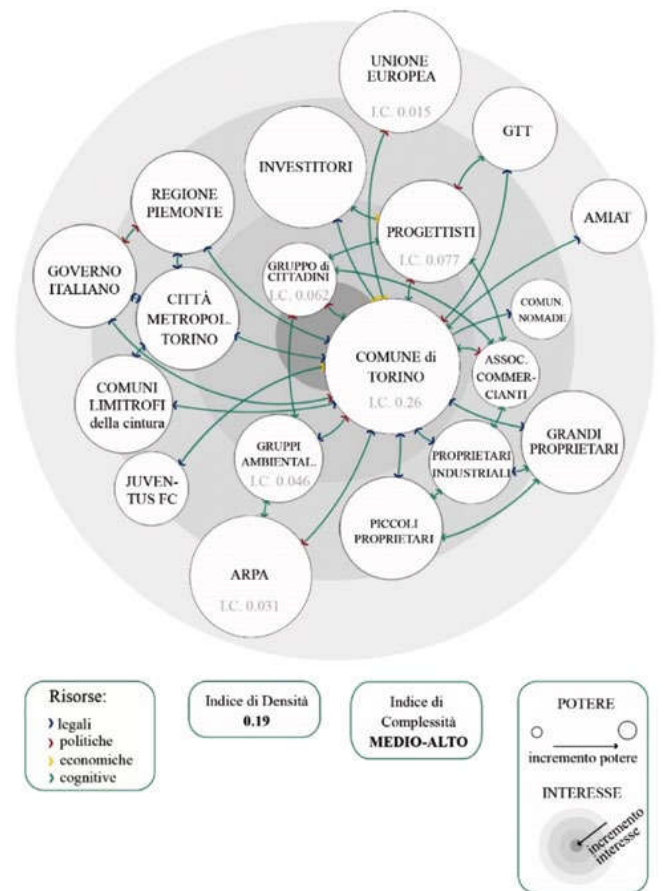 UNIONE
EUROPEA
I.C. 0.015
GTT
INVESTITORI
REGIONE
PIEMONTE
PROGETTISTI
I.C. 0.077
AMIAT
GOVERNO
ITALIANO
GRUPPO di
CITTADINI
I.C. 0.062
CITTÀ
METROPOL.
TORINO
COMUN.
NOMADE
COMUNE di
TORINO
I.C. 0.26
ASSOC.
COMMER-
CIANTI
COMUNI
LIMITROFI
della cintura
GRUPPI
AMBIENTAL.
I.C. 0.046
PROPRIETARI
INDUSTRIALI
GRANDI
PROPRIETARI
JUVEN-
TUS FC
PICCOLI
PROPRIETARI
ARPA
I.C. 0.031
Risorse:
legali
politiche
economiche
cognitive
Indice di Densità
0.19
Indice di
Complessità
MEDIO-ALTO
POTERE
incremento potere
INTERESSE
incremento
interesse